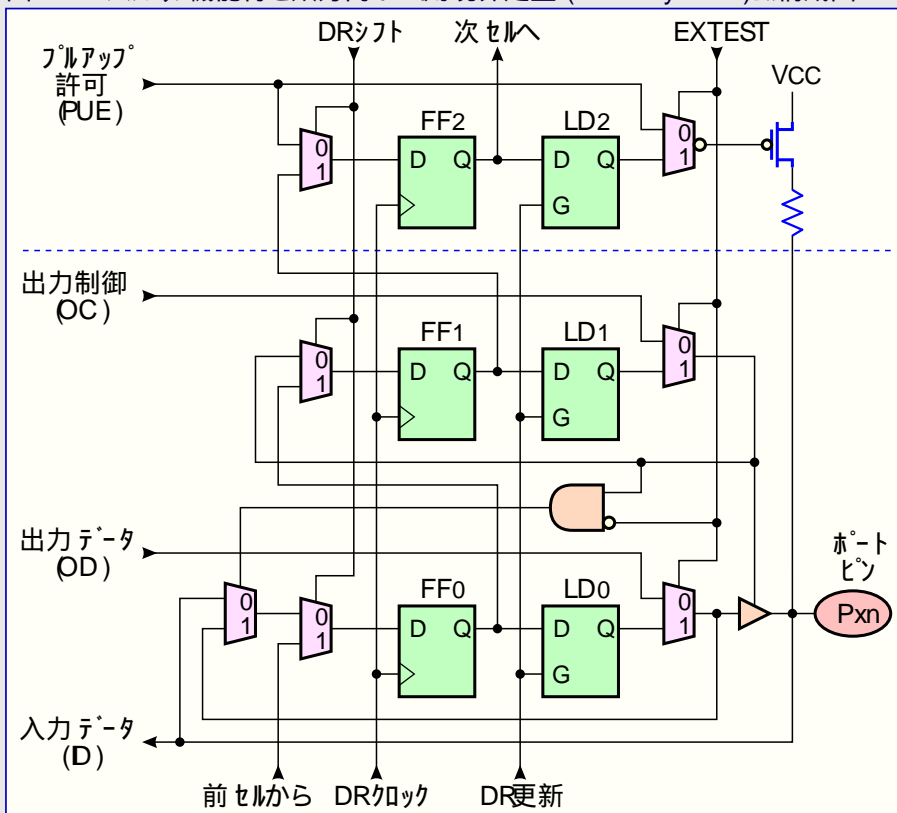 DRｼﾌﾄ
次ｾﾙへ
EXTEST
ﾌﾟﾙｱｯﾌﾟ
許可
(PUE)
VCC
FF2
LD2
0
1
D Q
D Q
G
0
1
出力制御
(OC)
FF1
LD1
0
1
D Q
D Q
G
0
1
出力ﾃﾞｰﾀ
(OD)
ﾎﾟｰﾄ
ﾋﾟﾝ
FF0
LD0
0
1
0
1
D Q
D Q
G
0
1
Pxn
入力ﾃﾞｰﾀ
(ID)
前ｾﾙから
DRｸﾛｯｸ
DR更新